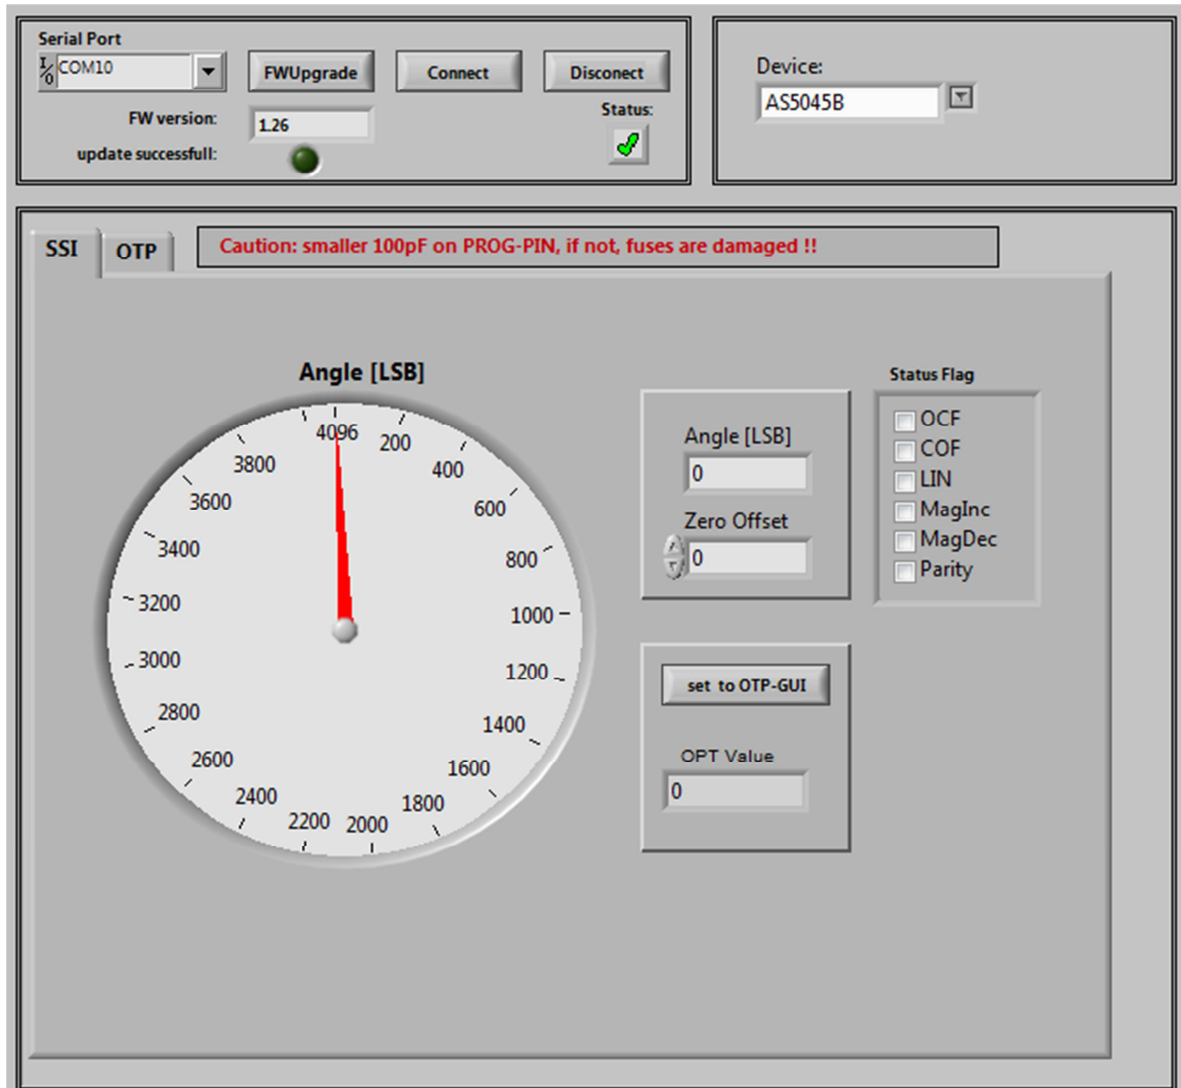 Serial Port
I/O COM10
FWUpgrade
Connect
Disconect
FW version:
1.26
Status:
update successfull:
Device:
AS5045B
SSI
OTP
Caution: smaller 100pF on PROG-PIN, if not, fuses are damaged !!
Angle [LSB]
4096
200
400
600
800
1000
1200
1400
1600
1800
2000
2200
2400
2600
2800
3000
3200
3400
3600
3800
Angle [LSB]
0
Zero Offset
0
Status Flag
OCF
COF
LIN
MagInc
MagDec
Parity
set to OTP-GUI
OPT Value
0